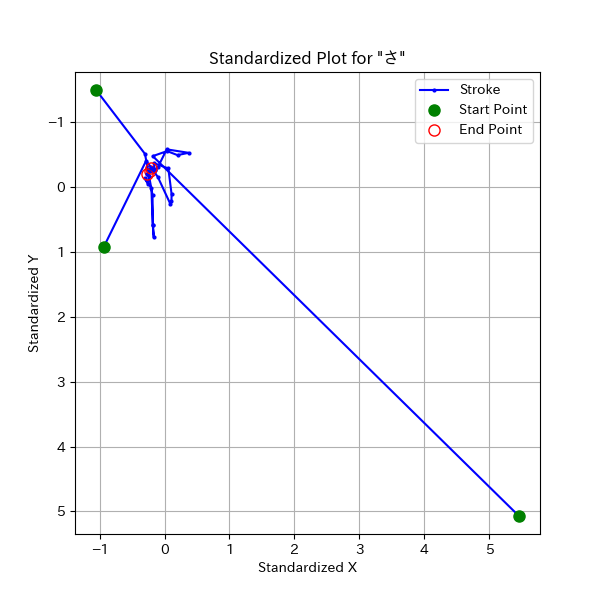 Standardized Plot for "さ"
Stroke
Start Point
End Point
−1
0
1
2
3
4
5
Standardized Y
−1 0 1 2 3 4 5
Standardized X